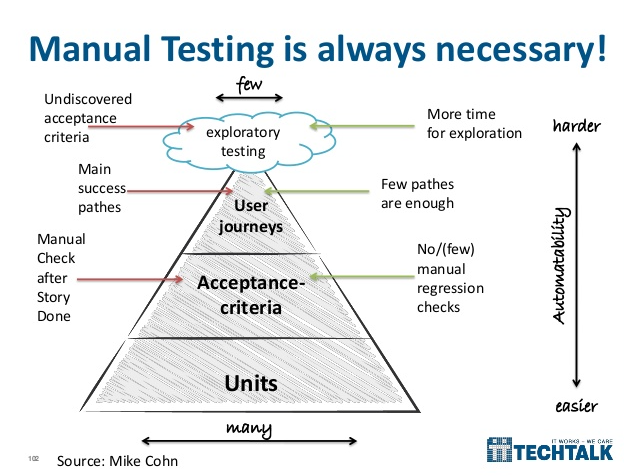 Manual Testing is always necessary!
few
Undiscovered
acceptance
criteria
exploratory
testing
More time
for exploration
harder
Main
success
pathes
User
journeys
Few pathes
are enough
Manual
Check
after
Story
Done
Acceptance-
criteria
No/(few)
manual
regression
checks
Automatability
Units
easier
many
102
Source: Mike Cohn
IT WORKS - WE CARE
TECHTALK